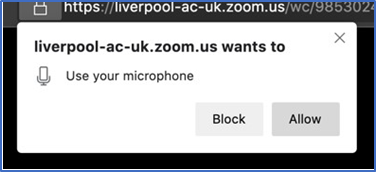 https://liverpool-ac-uk.zoom.us/wc/9853024
liverpool-ac-uk.zoom.us wants to
Use your microphone
Block
Allow